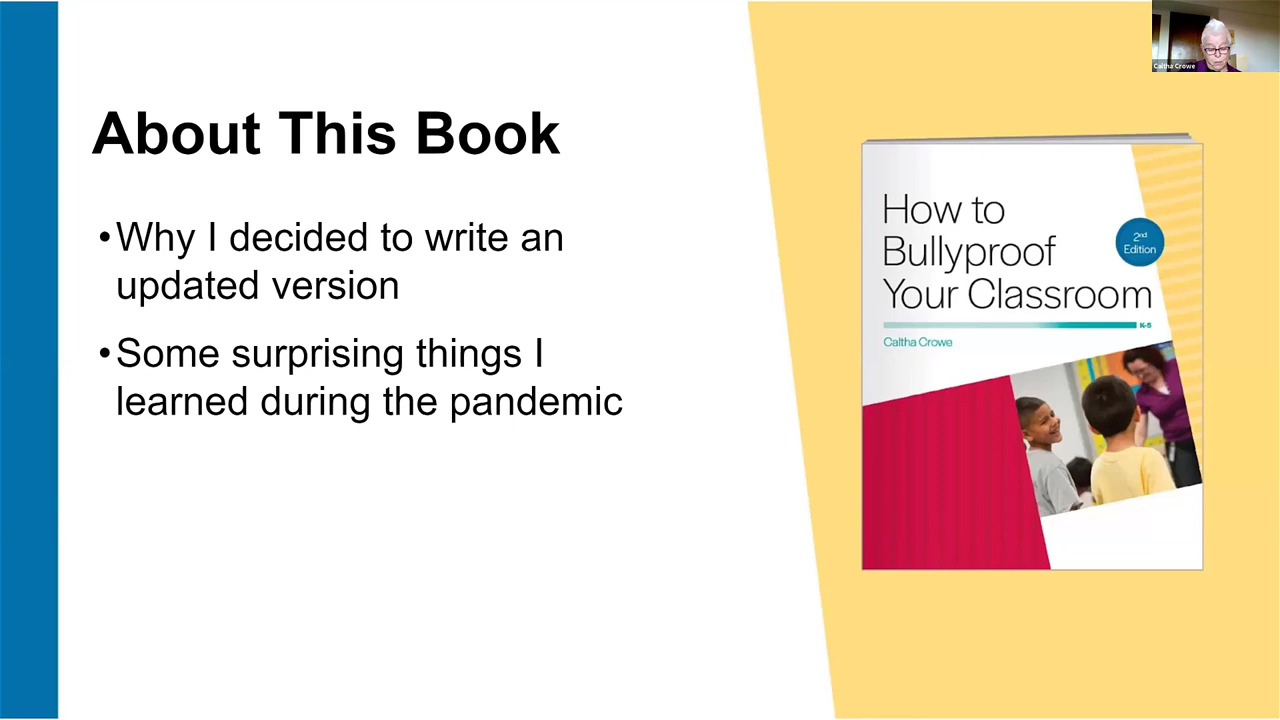 Caltha Crowe
About This Book
•Why I decided to write an
updated version
•Some surprising things I
learned during the pandemic
How to
Bullyproof
Your Classroom
2nd
Edition
K-5
Caltha Crowe